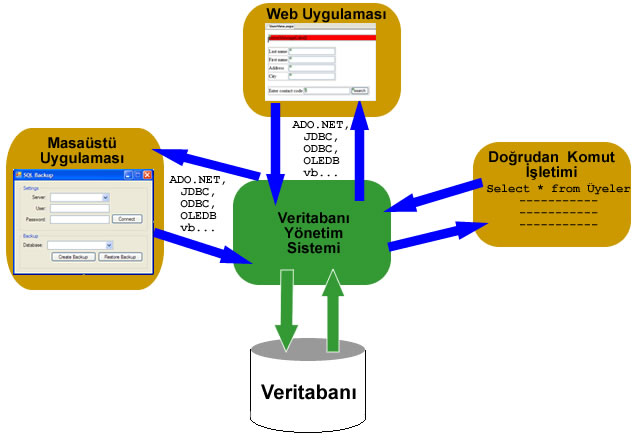 Web Uygulaması
Last name
First name
Address
City
Enter contact code
Search
ADO.NET,
JDBC,
ODBC,
OLEDB
vb...
Masaüstü
Uygulaması
SQL Backup
Settings
Server:
User:
Password:
Connect
Backup
Database:
Create Backup
Restore Backup
ADO.NET,
JDBC,
ODBC,
OLEDB
vb...
Doğrudan Komut
İşletimi
Select * from Üyeler
-----------
-----------
-----------
Veritabanı
Yönetim
Sistemi
Veritabanı